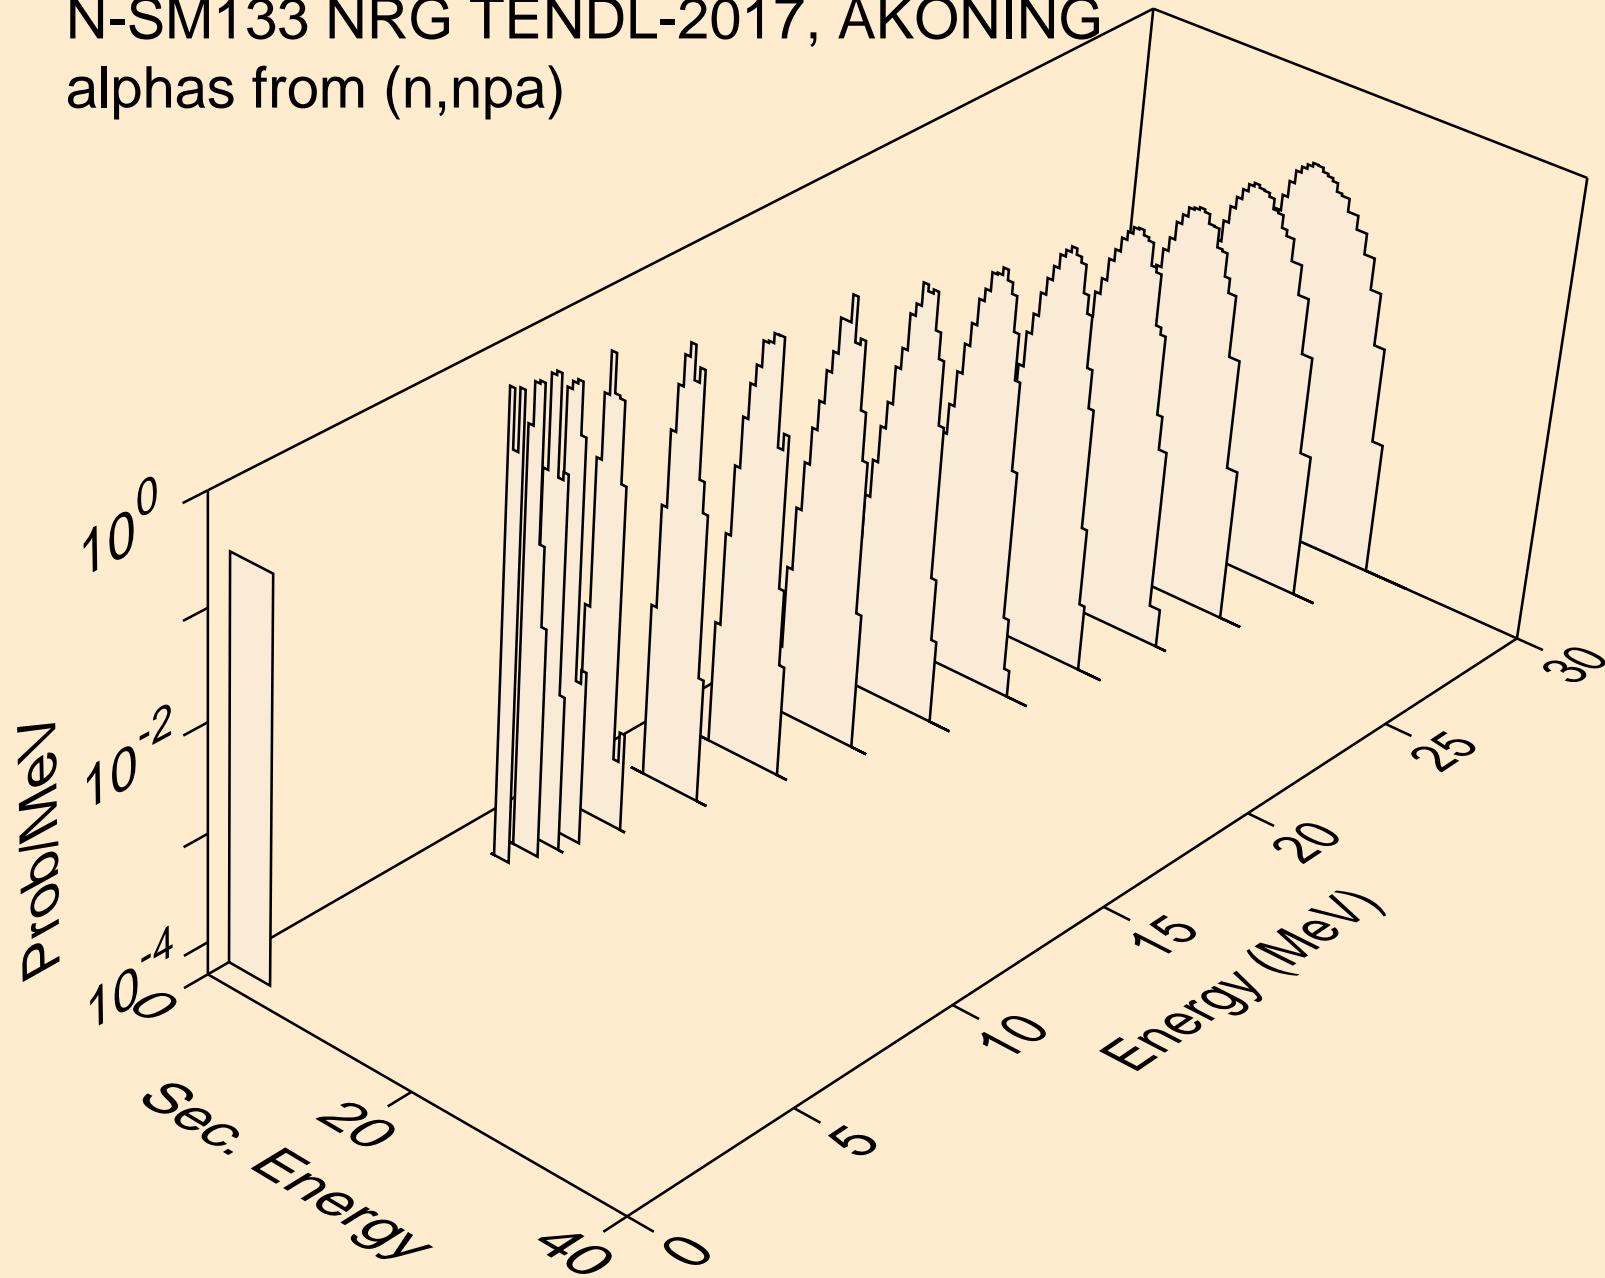 N-SM133 NRG TENDL-2017, AKONING
alphas from (n,npa)
10^0
10^-2
10^-4
Prob/MeV
0
20
40
Sec. Energy
0
5
10
15
20
25
30
Energy (MeV)